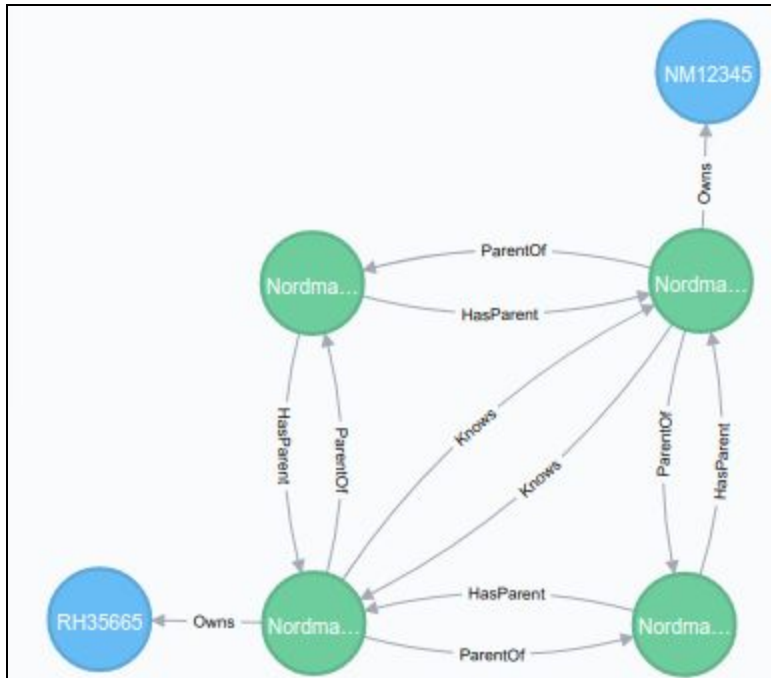 NM12345
Owns
ParentOf
Nordma...
Nordma...
HasParent
HasParent
ParentOf
Knows
Knows
ParentOf
HasParent
RH35665
Owns
Nordma...
HasParent
ParentOf
Nordma...